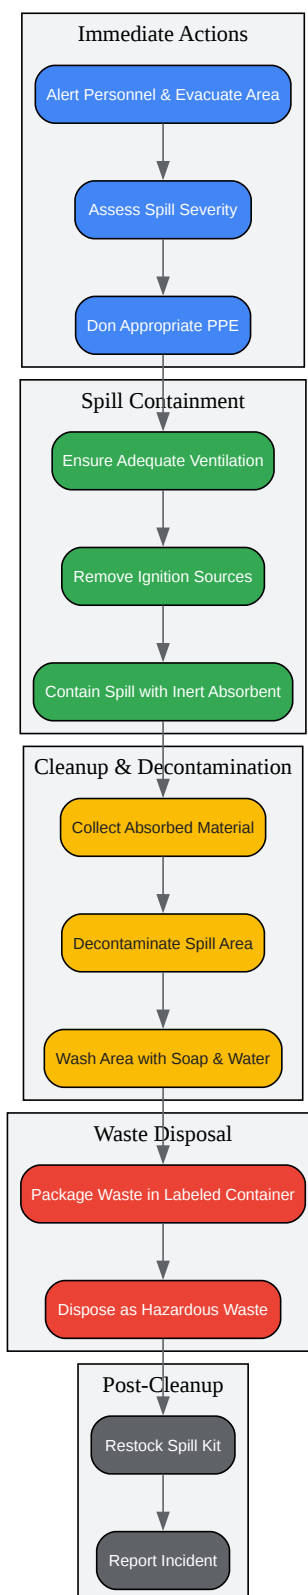 Immediate Actions
Alert Personnel & Evacuate Area
Assess Spill Severity
Don Appropriate PPE
Spill Containment
Ensure Adequate Ventilation
Remove Ignition Sources
Contain Spill with Inert Absorbent
Cleanup & Decontamination
Collect Absorbed Material
Decontaminate Spill Area
Wash Area with Soap & Water
Waste Disposal
Package Waste in Labeled Container
Dispose as Hazardous Waste
Post-Cleanup
Restock Spill Kit
Report Incident